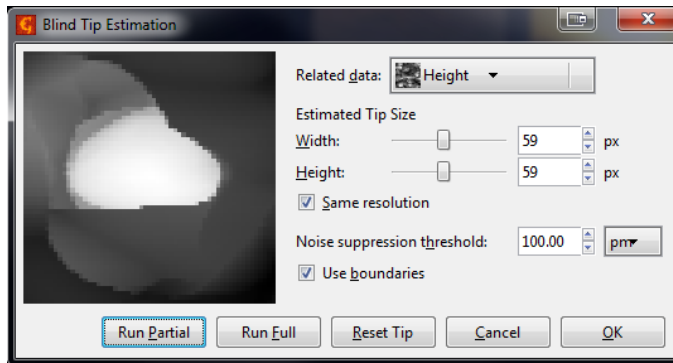 Blind Tip Estimation
Related data: Height
Estimated Tip Size
Width: 59 px
Height: 59 px
Same resolution
Noise suppression threshold: 100.00 pm
Use boundaries
Run Partial Run Full Reset Tip Cancel OK